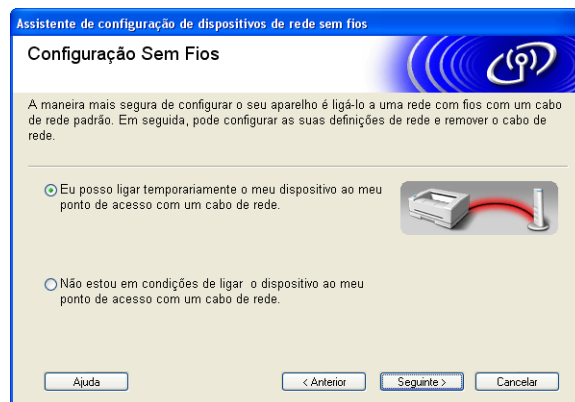 Assistente de configuração de dispositivos de rede sem fios
Configuração Sem Fios
A maneira mais segura de configurar o seu aparelho é ligá-lo a uma rede com fios com um cabo
de rede padrão. Em seguida, pode configurar as suas definições de rede e remover o cabo de
rede.
Eu posso ligar temporariamente o meu dispositivo ao meu
ponto de acesso com um cabo de rede.
Não estou em condições de ligar o dispositivo ao meu
ponto de acesso com um cabo de rede.
Ajuda
< Anterior
Seguinte >
Cancelar